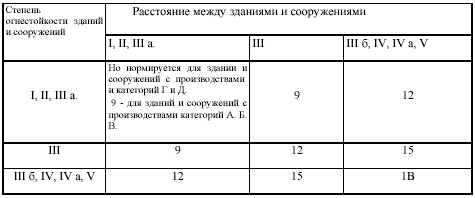 Степень
огнестойкости зданий
и сооружений
Расстояние между зданиями и сооружениями
I, II, III а.
III
III б, IV, IV а, V
I, II, III а.
Но нормируется для здании и
сооружений с производствами
и категорий Г и Д.
9 - для зданий и сооружений с
производствами категорий А. Б.
В.
9
12
III
9
12
15
III б, IV, IV а, V
12
15
1В